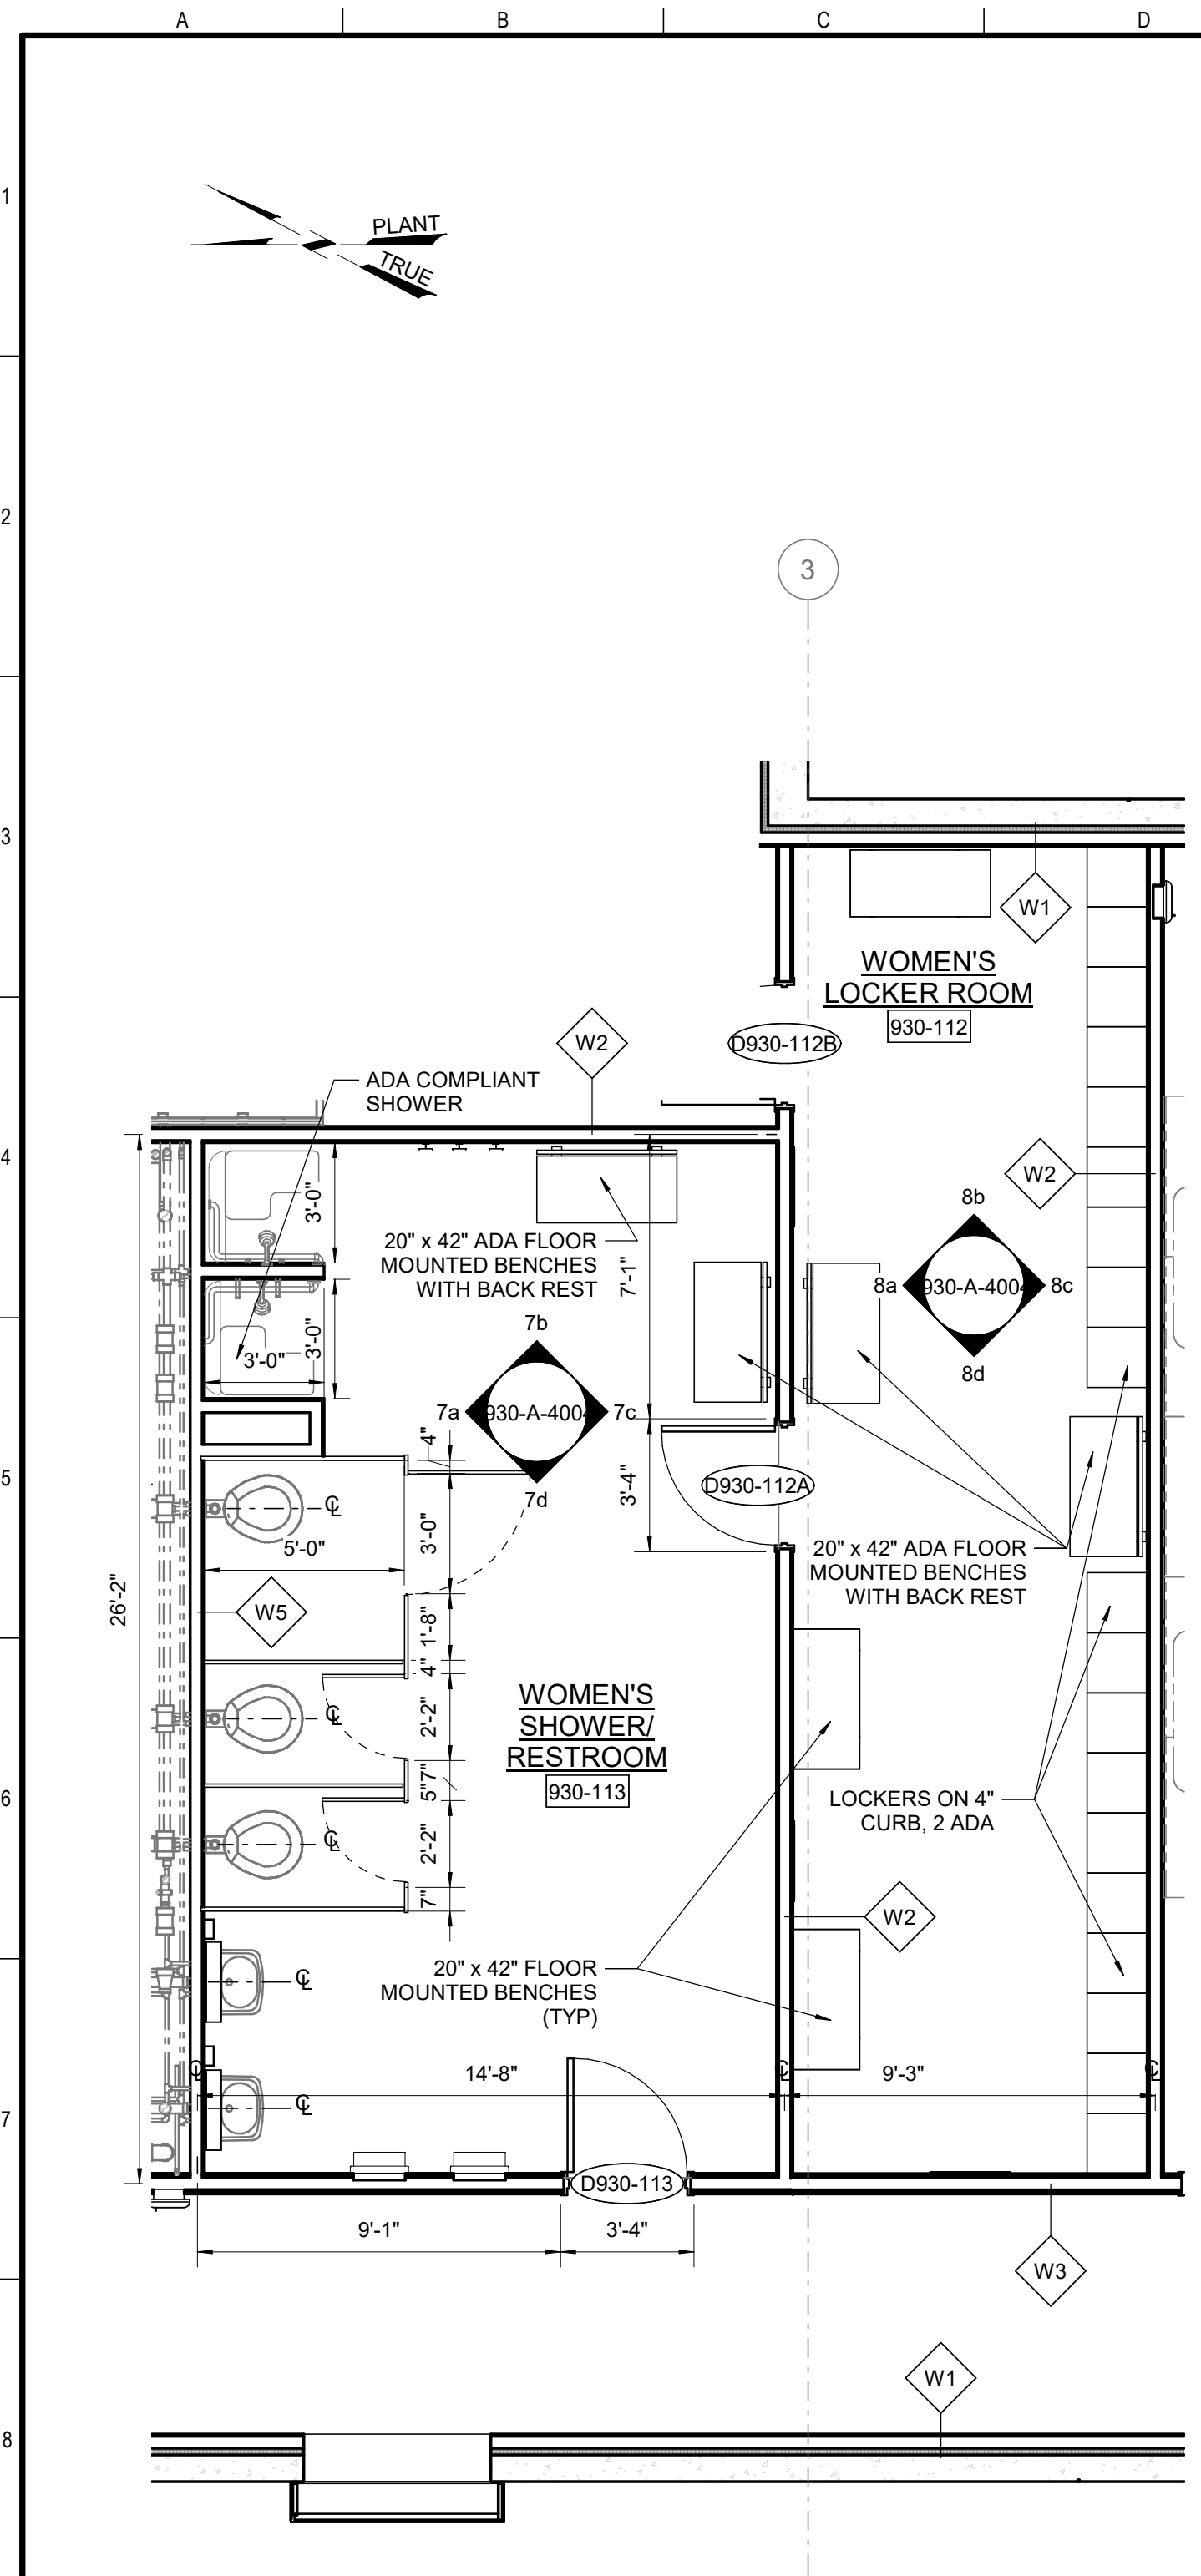 A
B
C
D
1
PLANT
TRUE
2
3
3
W1
WOMEN'S
LOCKER ROOM
930-112
W2
D930-112B
ADA COMPLIANT
SHOWER
4
W2
3'-0"
8b
20" x 42" ADA FLOOR
MOUNTED BENCHES
WITH BACK REST
7'-1"
8a
930-A-4004
8c
7b
3'-0"
3'-0"
8d
7a
930-A-4004
7c
4"
5
7d
D930-112A
3'-4"
℄
3'-0"
5'-0"
20" x 42" ADA FLOOR
MOUNTED BENCHES
WITH BACK REST
26'-2"
W5
1'-8"
4"
WOMEN'S
SHOWER/
RESTROOM
930-113
℄
2'-2"
7"
5"
6
LOCKERS ON 4"
CURB, 2 ADA
℄
2'-2"
7"
W2
20" x 42" FLOOR
MOUNTED BENCHES
(TYP)
℄
℄
14'-8"
℄
9'-3"
℄
℄
7
D930-113
9'-1"
3'-4"
W3
W1
8